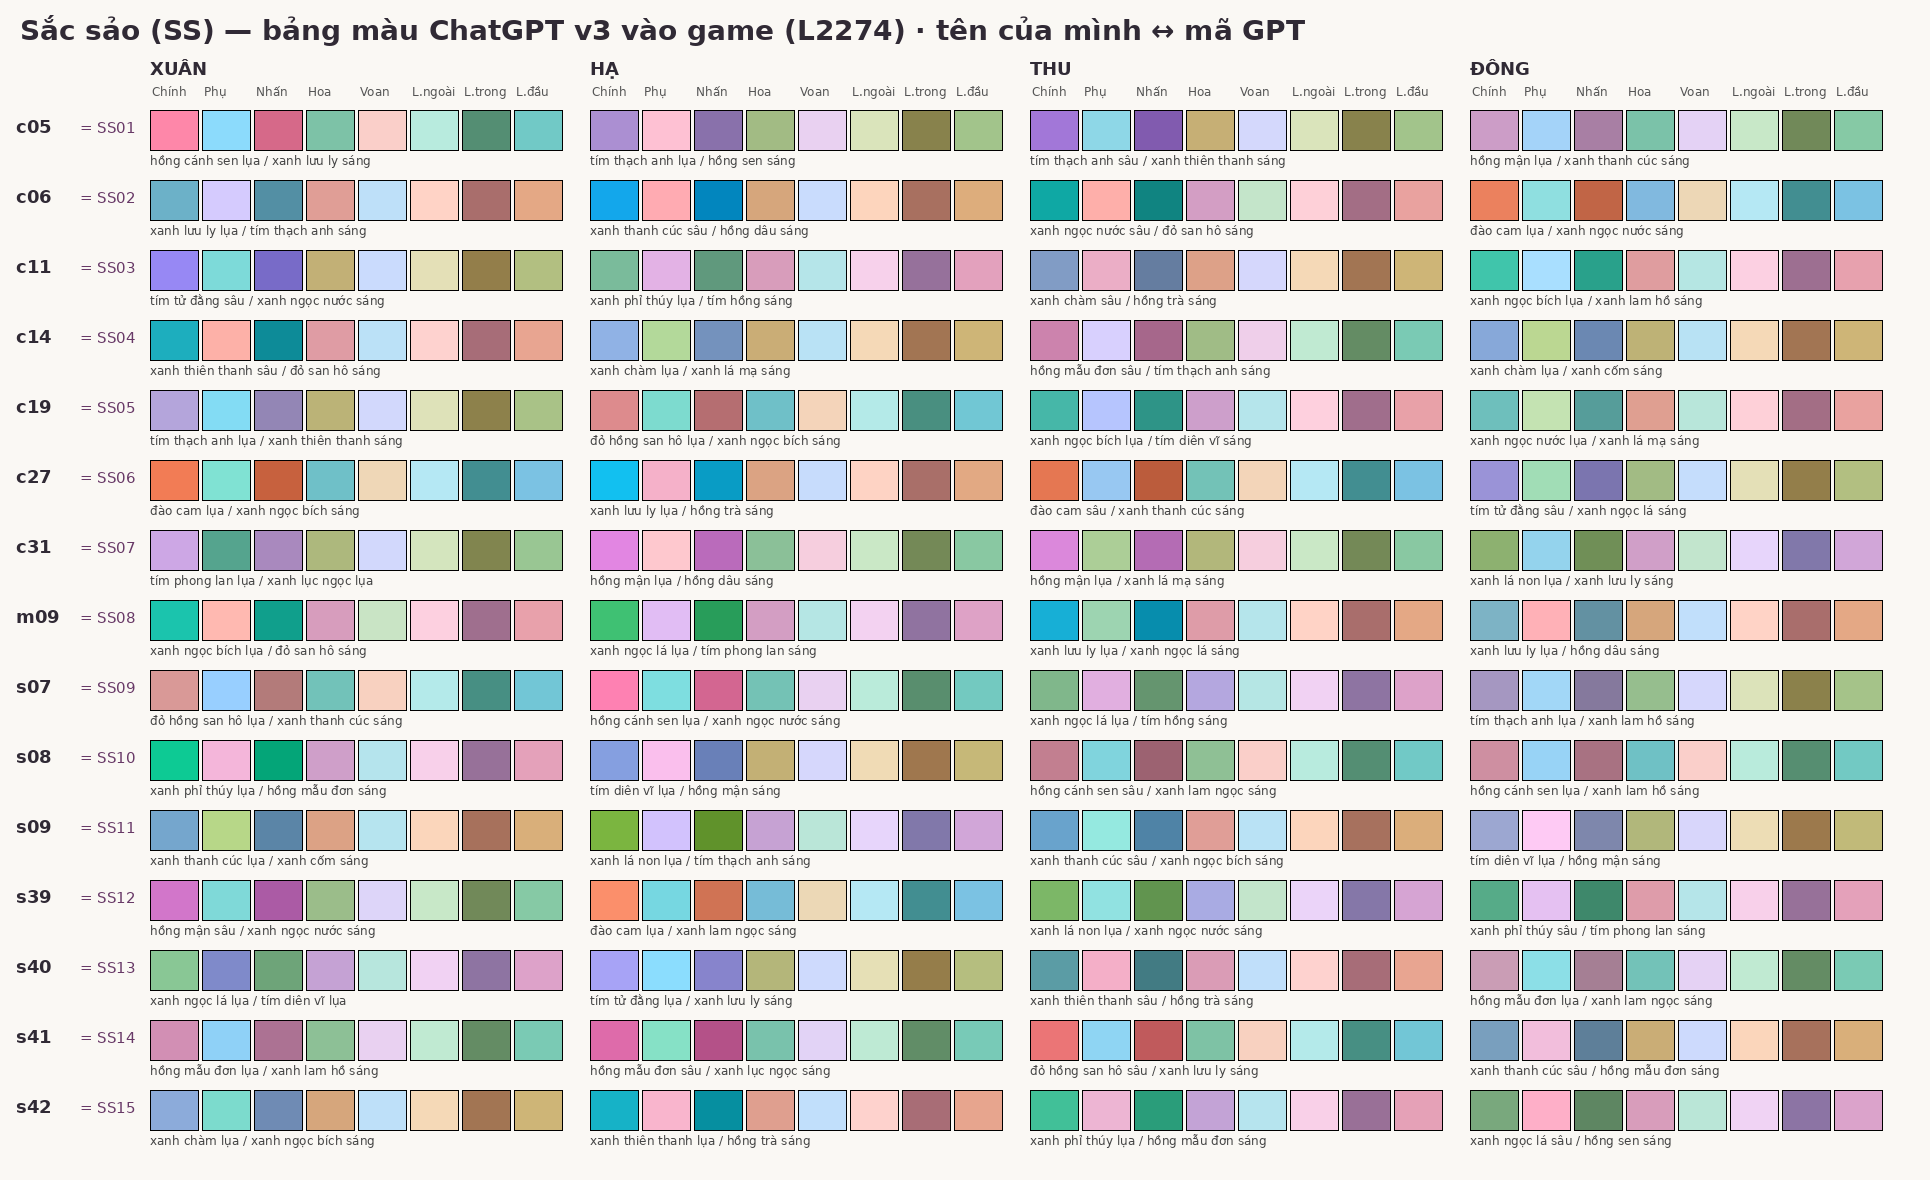 Sắc sảo (SS) — bảng màu ChatGPT v3 vào game (L2274) · tên của mình ↔ mã GPT
XUÂN HẠ THU ĐÔNG
Chính Phụ Nhấn Hoa Voan L.ngoài L.trong L.đầu Chính Phụ Nhấn Hoa Voan L.ngoài L.trong L.đầu Chính Phụ Nhấn Hoa Voan L.ngoài L.trong L.đầu Chính Phụ Nhấn Hoa Voan L.ngoài L.trong L.đầu
c05 = SS01
hồng cánh sen lụa / xanh lưu ly sáng tím thạch anh lụa / hồng sen sáng tím thạch anh sâu / xanh thiên thanh sáng hồng mận lụa / xanh thanh cúc sáng
c06 = SS02
xanh lưu ly lụa / tím thạch anh sáng xanh thanh cúc sâu / hồng dâu sáng xanh ngọc nước sâu / đỏ san hô sáng đào cam lụa / xanh ngọc nước sáng
c11 = SS03
tím tử đằng sâu / xanh ngọc nước sáng xanh phỉ thúy lụa / tím hồng sáng xanh chàm sâu / hồng trà sáng xanh ngọc bích lụa / xanh lam hồ sáng
c14 = SS04
xanh thiên thanh sâu / đỏ san hô sáng xanh chàm lụa / xanh lá mạ sáng hồng mẫu đơn sâu / tím thạch anh sáng xanh chàm lụa / xanh cốm sáng
c19 = SS05
tím thạch anh lụa / xanh thiên thanh sáng đỏ hồng san hô lụa / xanh ngọc bích sáng xanh ngọc bích lụa / tím diên vĩ sáng xanh ngọc nước lụa / xanh lá mạ sáng
c27 = SS06
đào cam lụa / xanh ngọc bích sáng xanh lưu ly lụa / hồng trà sáng đào cam sâu / xanh thanh cúc sáng tím tử đằng sâu / xanh ngọc lá sáng
c31 = SS07
tím phong lan lụa / xanh lục ngọc lụa hồng mận lụa / hồng dâu sáng hồng mận lụa / xanh lá mạ sáng xanh lá non lụa / xanh lưu ly sáng
m09 = SS08
xanh ngọc bích lụa / đỏ san hô sáng xanh ngọc lá lụa / tím phong lan sáng xanh lưu ly lụa / xanh ngọc lá sáng xanh lưu ly lụa / hồng dâu sáng
s07 = SS09
đỏ hồng san hô lụa / xanh thanh cúc sáng hồng cánh sen lụa / xanh ngọc nước sáng xanh ngọc lá lụa / tím hồng sáng tím thạch anh lụa / xanh lam hồ sáng
s08 = SS10
xanh phỉ thúy lụa / hồng mẫu đơn sáng tím diên vĩ lụa / hồng mận sáng hồng cánh sen sâu / xanh lam ngọc sáng hồng cánh sen lụa / xanh lam hồ sáng
s09 = SS11
xanh thanh cúc lụa / xanh cốm sáng xanh lá non lụa / tím thạch anh sáng xanh thanh cúc sâu / xanh ngọc bích sáng tím diên vĩ lụa / hồng mận sáng
s39 = SS12
hồng mận sâu / xanh ngọc nước sáng đào cam lụa / xanh lam ngọc sáng xanh lá non lụa / xanh ngọc nước sáng xanh phỉ thúy sâu / tím phong lan sáng
s40 = SS13
xanh ngọc lá lụa / tím diên vĩ lụa tím tử đằng lụa / xanh lưu ly sáng xanh thiên thanh sâu / hồng trà sáng hồng mẫu đơn lụa / xanh lam ngọc sáng
s41 = SS14
hồng mẫu đơn lụa / xanh lam hồ sáng hồng mẫu đơn sâu / xanh lục ngọc sáng đỏ hồng san hô sâu / xanh lưu ly sáng xanh thanh cúc sâu / hồng mẫu đơn sáng
s42 = SS15
xanh chàm lụa / xanh ngọc bích sáng xanh thiên thanh lụa / hồng trà sáng xanh phỉ thúy lụa / hồng mẫu đơn sáng xanh ngọc lá sâu / hồng sen sáng